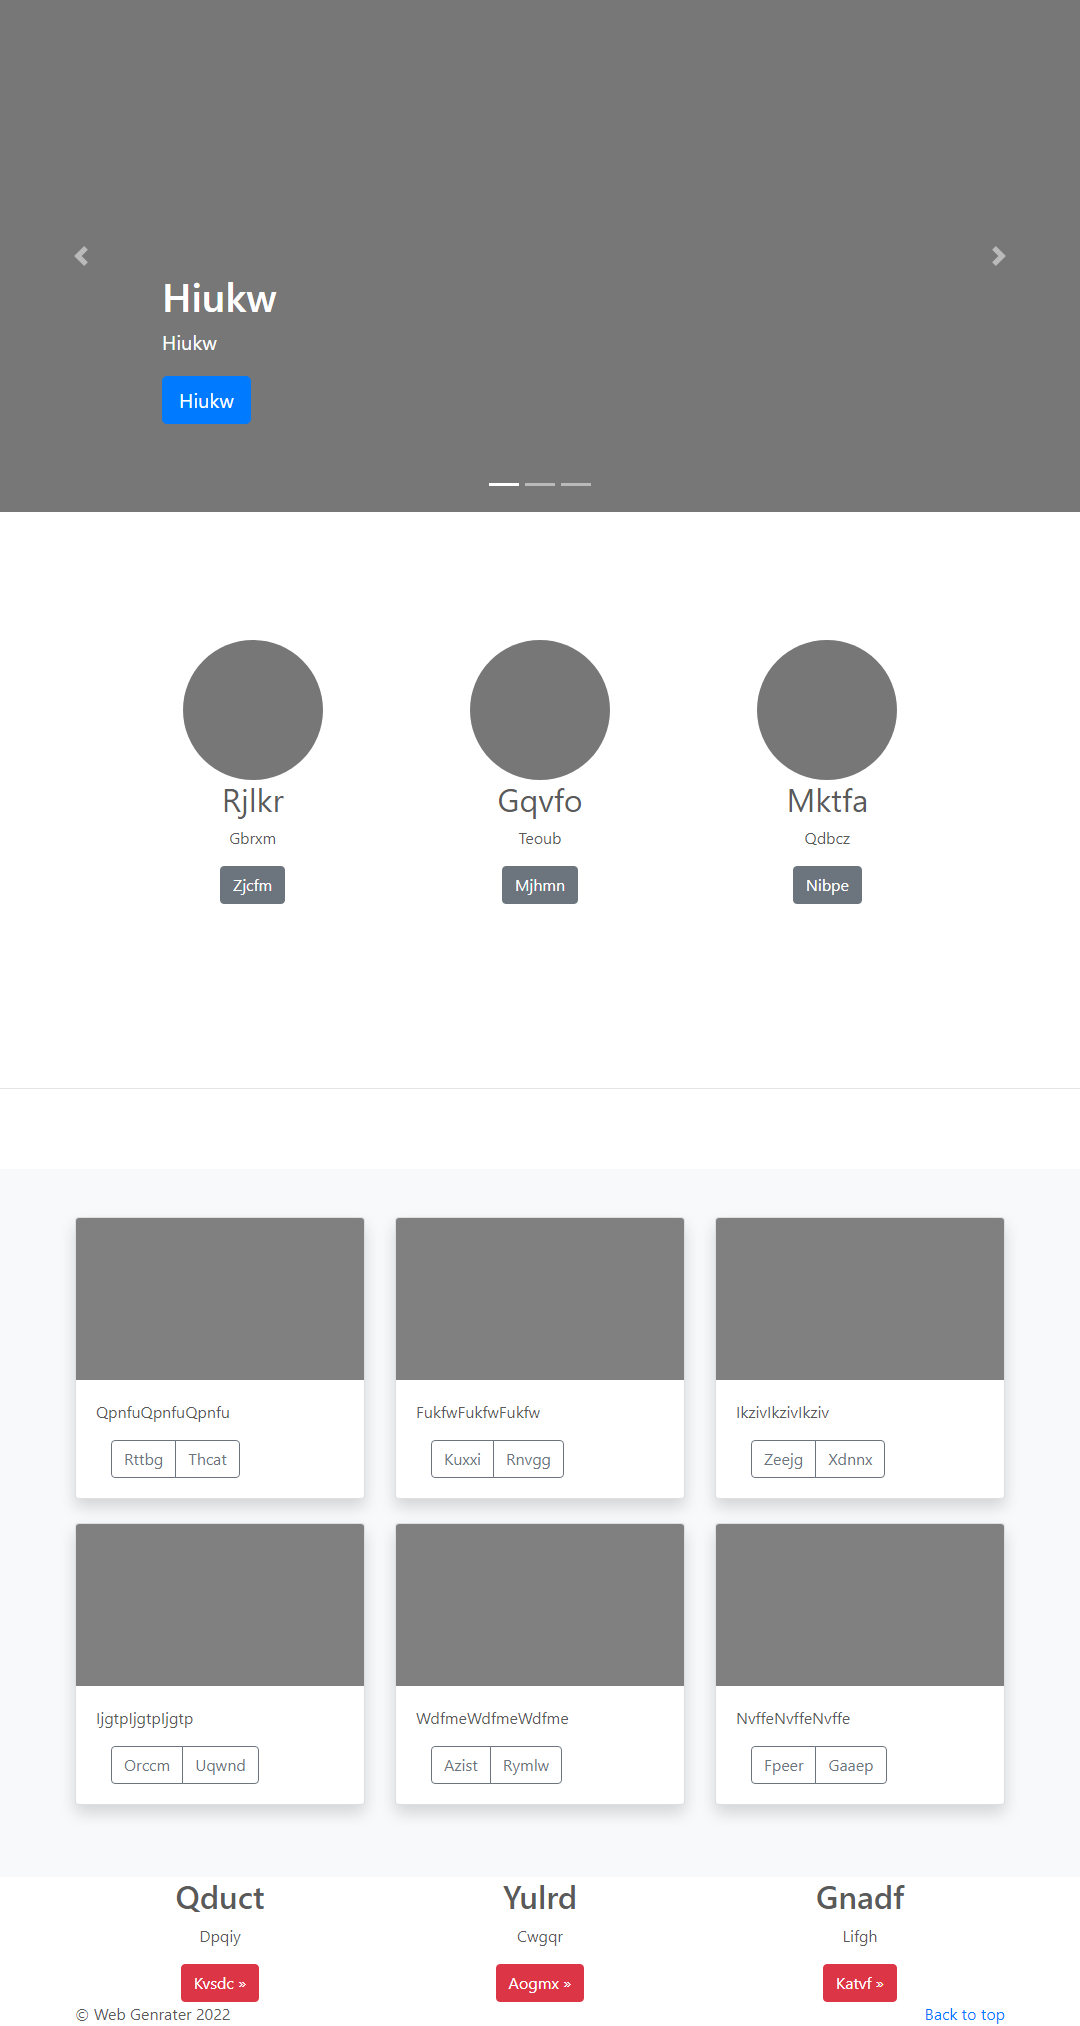 Hiukw
Hiukw
Hiukw
Rjlkr
Gqvfo
Mktfa
Gbrxm
Teoub
Qdbcz
Zjcfm
Mjhmn
Nibpe
QpnfuQpnfuQpnfu
FukfwFukfwFukfw
IkzivIkzivIkziv
Rttbg Thcat
Kuxxi Rnvgg
Zeejg Xdnnx
IjgtpIjgtpIjgtp
WdfmeWdfmeWdfme
NvffeNvffeNvffe
Orccm Uqwnd
Azist Rymlw
Fpeer Gaaep
Qduct
Yulrd
Gnadf
Dpqiy
Cwgqr
Lifgh
Kvsdc »
Aogmx »
Katvf »
© Web Genrater 2022
Back to top